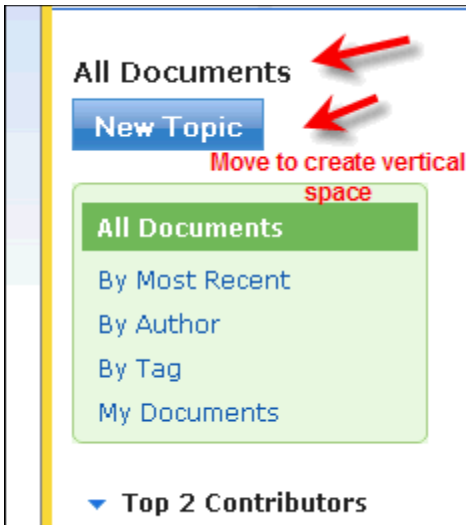 All Documents
New Topic
Move to create vertical
space
All Documents
By Most Recent
By Author
By Tag
My Documents
Top 2 Contributors